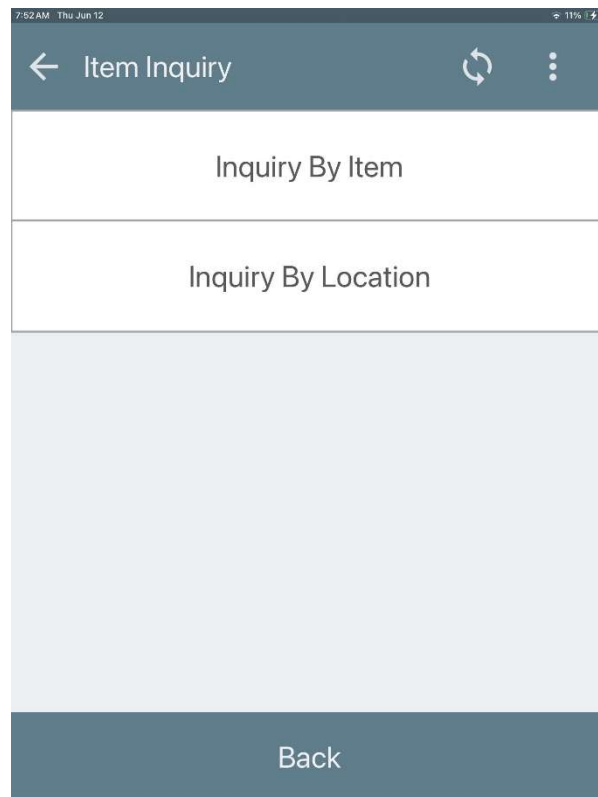 7:52 AM Thu Jun 12 11%
Item Inquiry
Inquiry By Item
Inquiry By Location
Back